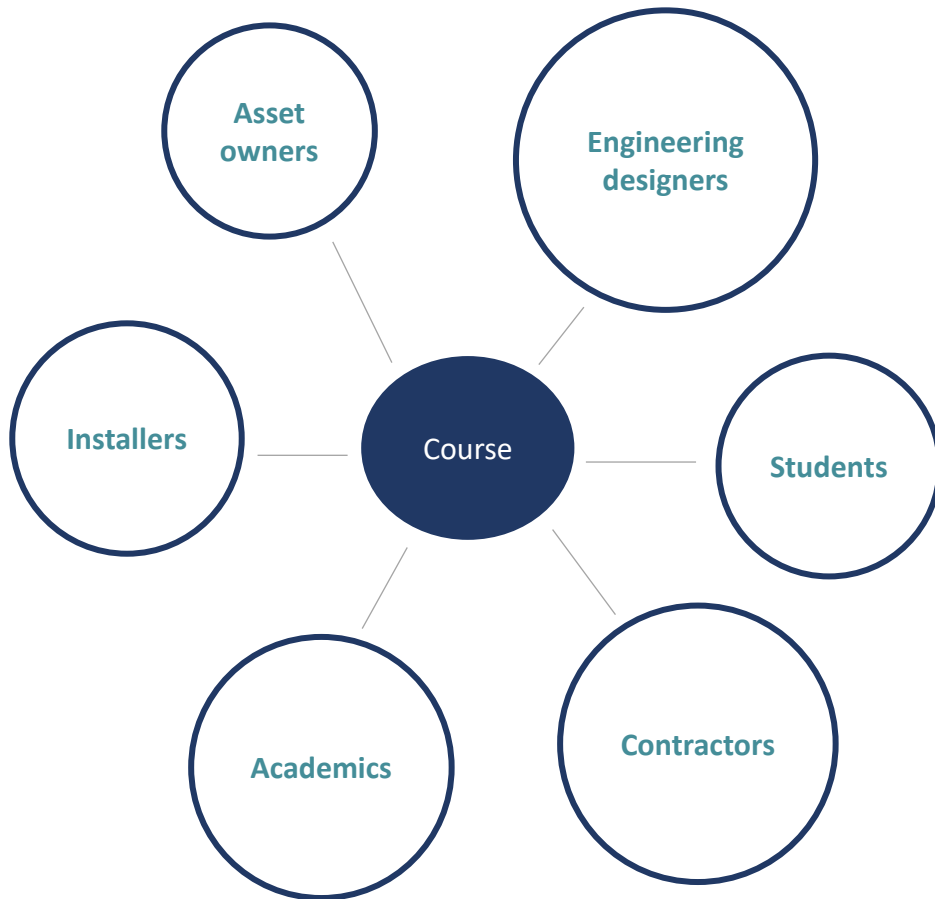 Asset
owners
Engineering
designers
Installers
Course
Students
Academics
Contractors